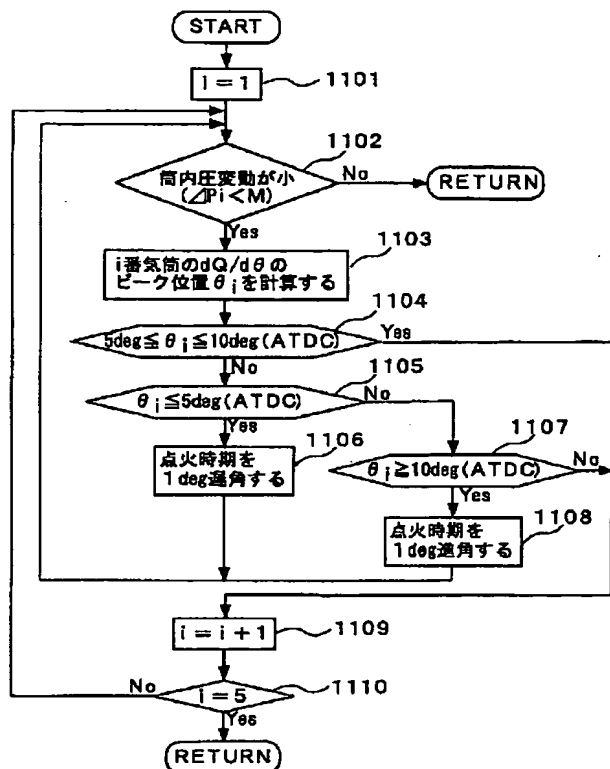 START
i = 1
1101
1102
筒内圧変動が小
(⊿Pi<M)
No
RETURN
Yes
1103
i番気筒のdQ/dθの
ピーク位置θiを計算する
1104
5deg≦θi≦10deg(ATDC)
Yes
No
1105
θi≦5deg(ATDC)
No
Yes
1106
点火時期を
1deg遅角する
1107
θi≧10deg(ATDC)
No
Yes
1108
点火時期を
1deg進角する
i = i + 1
1109
No
1110
i = 5
Yes
RETURN